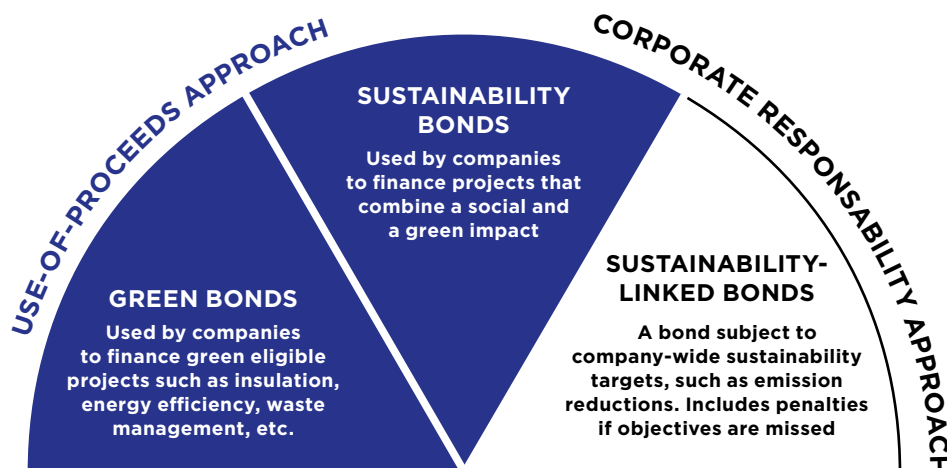 USE-OF-PROCEEDS APPROACH
CORPORATE RESPONSABILITY APPROACH
SUSTAINABILITY
BONDS
Used by companies
to finance projects that
combine a social and
a green impact
GREEN BONDS
Used by companies
to finance green eligible
projects such as insulation,
energy efficiency, waste
management, etc.
SUSTAINABILITY-
LINKED BONDS
A bond subject to
company-wide sustainability
targets, such as emission
reductions. Includes penalties
if objectives are missed